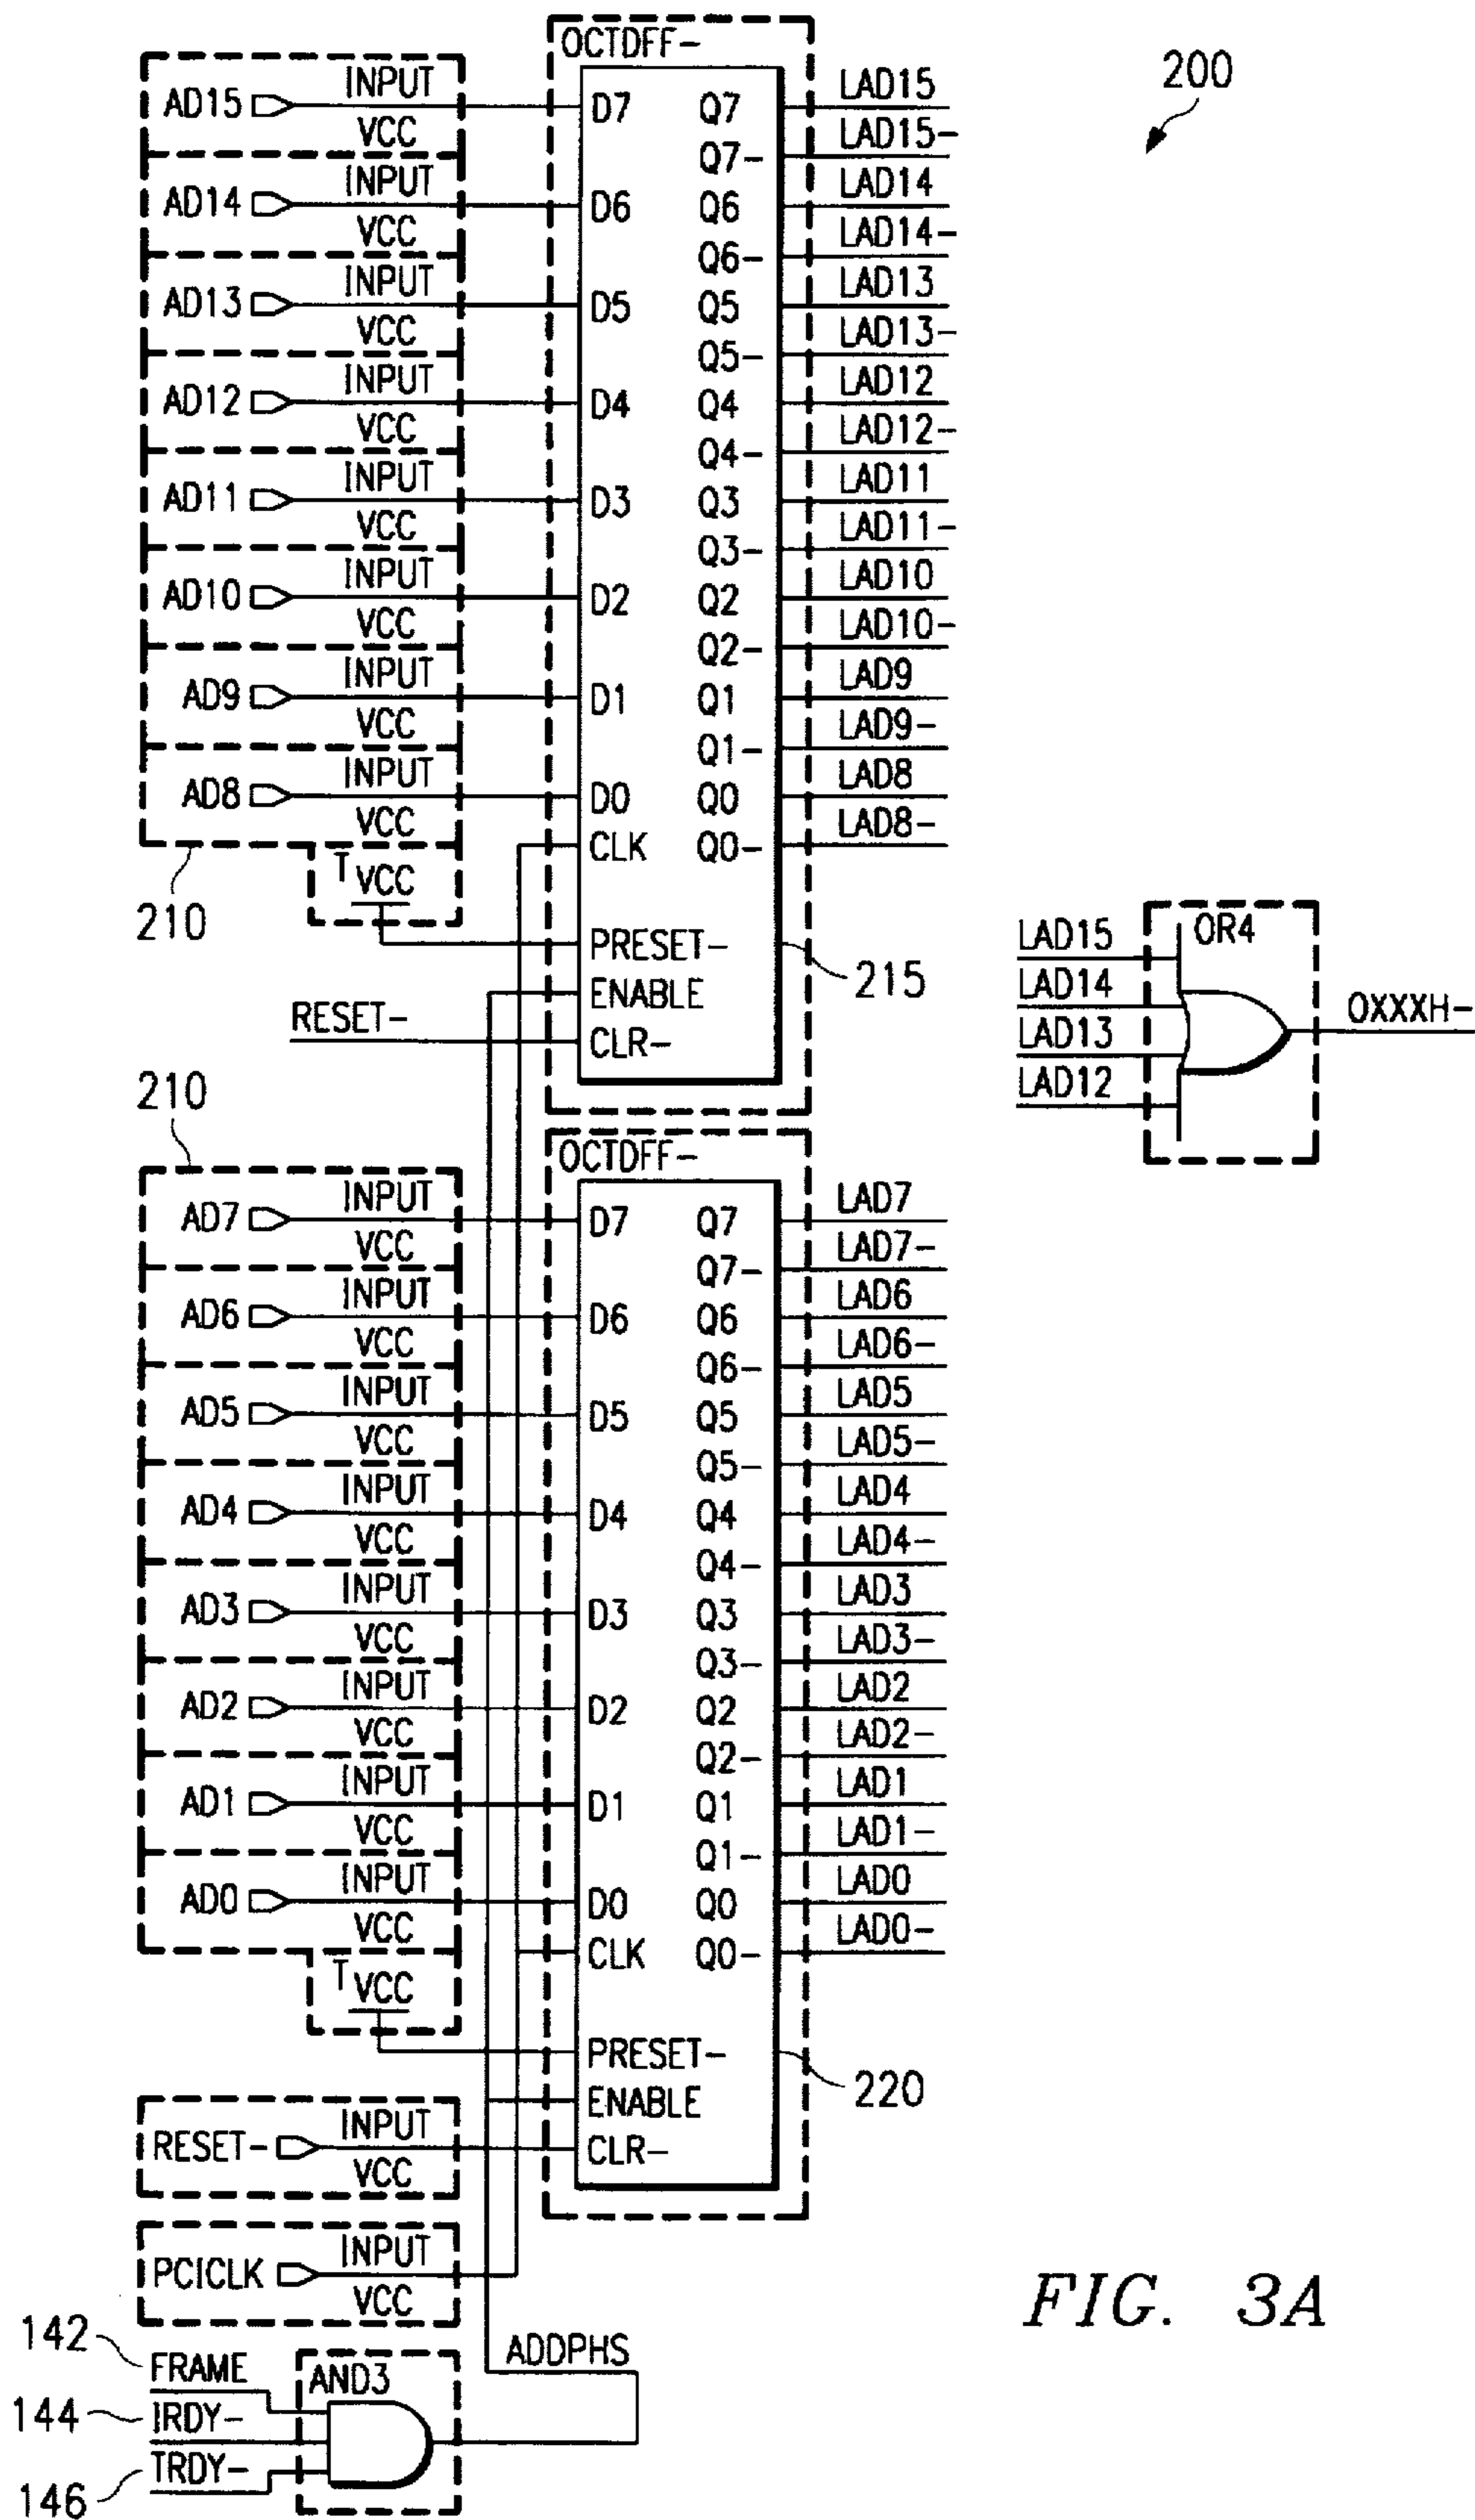 200
OCTDFF-
AD15 INPUT D7 Q7 LAD15
VCC Q7- LAD15-
AD14 INPUT D6 Q6 LAD14
VCC Q6- LAD14-
AD13 INPUT D5 Q5 LAD13
VCC Q5- LAD13-
AD12 INPUT D4 Q4 LAD12
VCC Q4- LAD12-
AD11 INPUT D3 Q3 LAD11
VCC Q3- LAD11-
AD10 INPUT D2 Q2 LAD10
VCC Q2- LAD10-
AD9 INPUT D1 Q1 LAD9
VCC Q1- LAD9-
AD8 INPUT D0 Q0 LAD8
VCC CLK Q0- LAD8-
210 T VCC
PRESET-
215
ENABLE
RESET- CLR-
OR4
LAD15
LAD14
LAD13
LAD12
OXXXH-
210
OCTDFF-
AD7 INPUT D7 Q7 LAD7
VCC Q7- LAD7-
AD6 INPUT D6 Q6 LAD6
VCC Q6- LAD6-
AD5 INPUT D5 Q5 LAD5
VCC Q5- LAD5-
AD4 INPUT D4 Q4 LAD4
VCC Q4- LAD4-
AD3 INPUT D3 Q3 LAD3
VCC Q3- LAD3-
AD2 INPUT D2 Q2 LAD2
VCC Q2- LAD2-
AD1 INPUT D1 Q1 LAD1
VCC Q1- LAD1-
AD0 INPUT D0 Q0 LAD0
VCC CLK Q0- LAD0-
T VCC
PRESET-
220
ENABLE
RESET- INPUT CLR-
VCC
PCICLK INPUT
VCC
FIG. 3A
142 FRAME AND3 ADDPHS
144 IRDY-
146 TRDY-